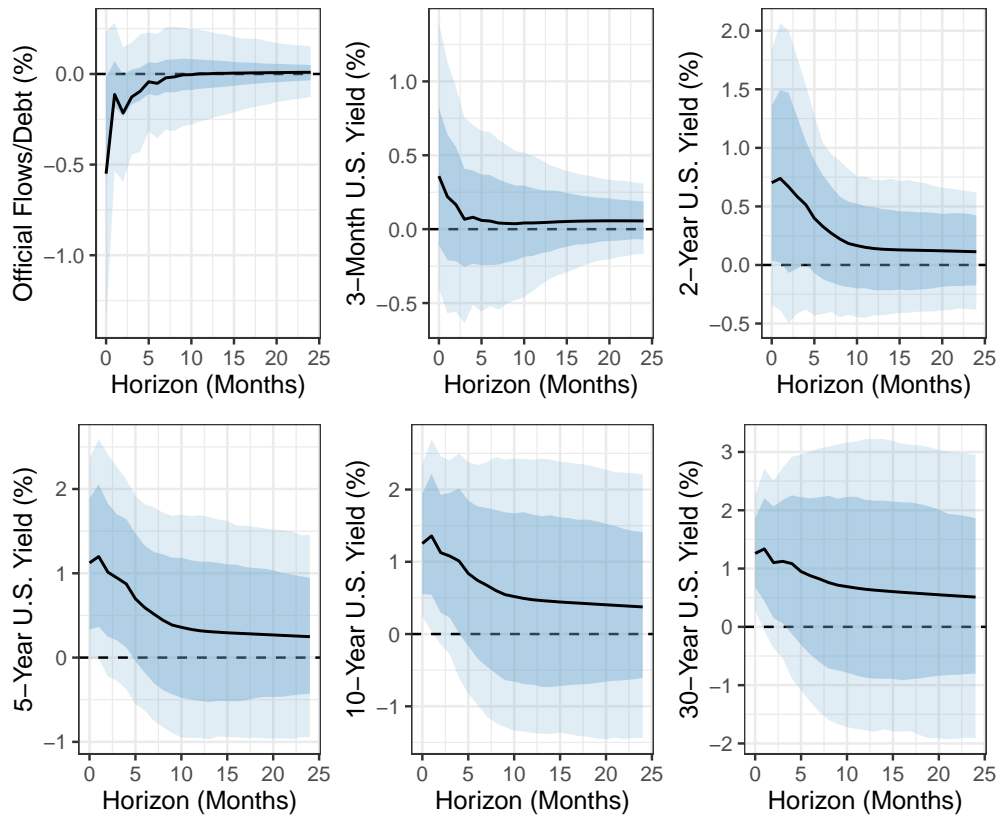 Official Flows/Debt (%)
0.0
−0.5
−1.0
0 5 10 15 20 25
Horizon (Months)
3−Month U.S. Yield (%)
1.0
0.5
0.0
−0.5
0 5 10 15 20 25
Horizon (Months)
2−Year U.S. Yield (%)
2.0
1.5
1.0
0.5
0.0
−0.5
0 5 10 15 20 25
Horizon (Months)
5−Year U.S. Yield (%)
2
1
0
−1
0 5 10 15 20 25
Horizon (Months)
10−Year U.S. Yield (%)
2
1
0
−1
0 5 10 15 20 25
Horizon (Months)
30−Year U.S. Yield (%)
3
2
1
0
−1
−2
0 5 10 15 20 25
Horizon (Months)